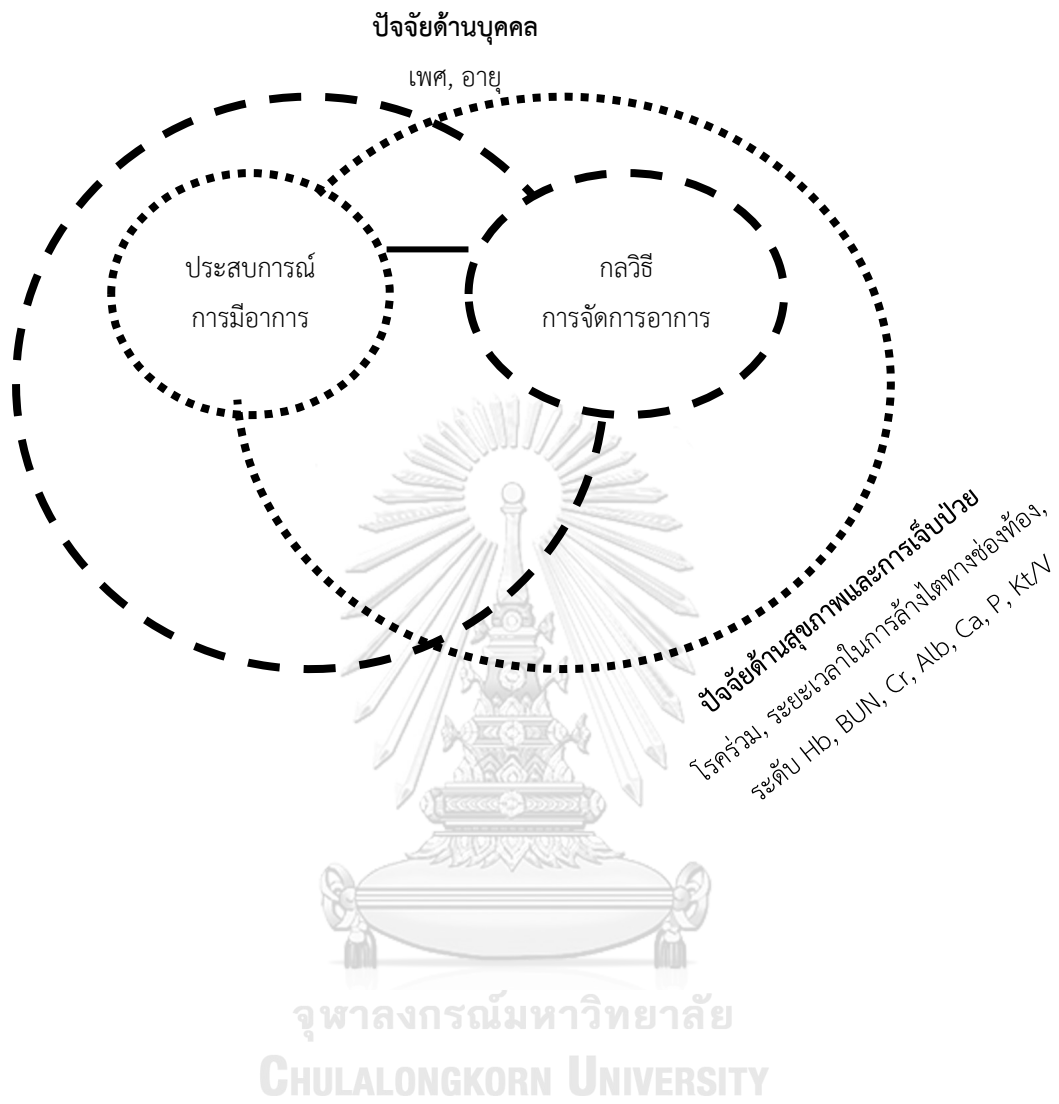 ปัจจัยด้านบุคคล
เพศ, อายุ
ประสบการณ์
การมีอาการ
กลวิธี
การจัดการอาการ
ปัจจัยด้านสุขภาพและการเจ็บป่วย
โรคร่วม, ระยะเวลาในการล้างไตทางช่องท้อง,
ระดับ Hb, BUN, Cr, Alb, Ca, P, Kt/V
จุฬาลงกรณ์มหาวิทยาลัย
CHULALONGKORN UNIVERSITY